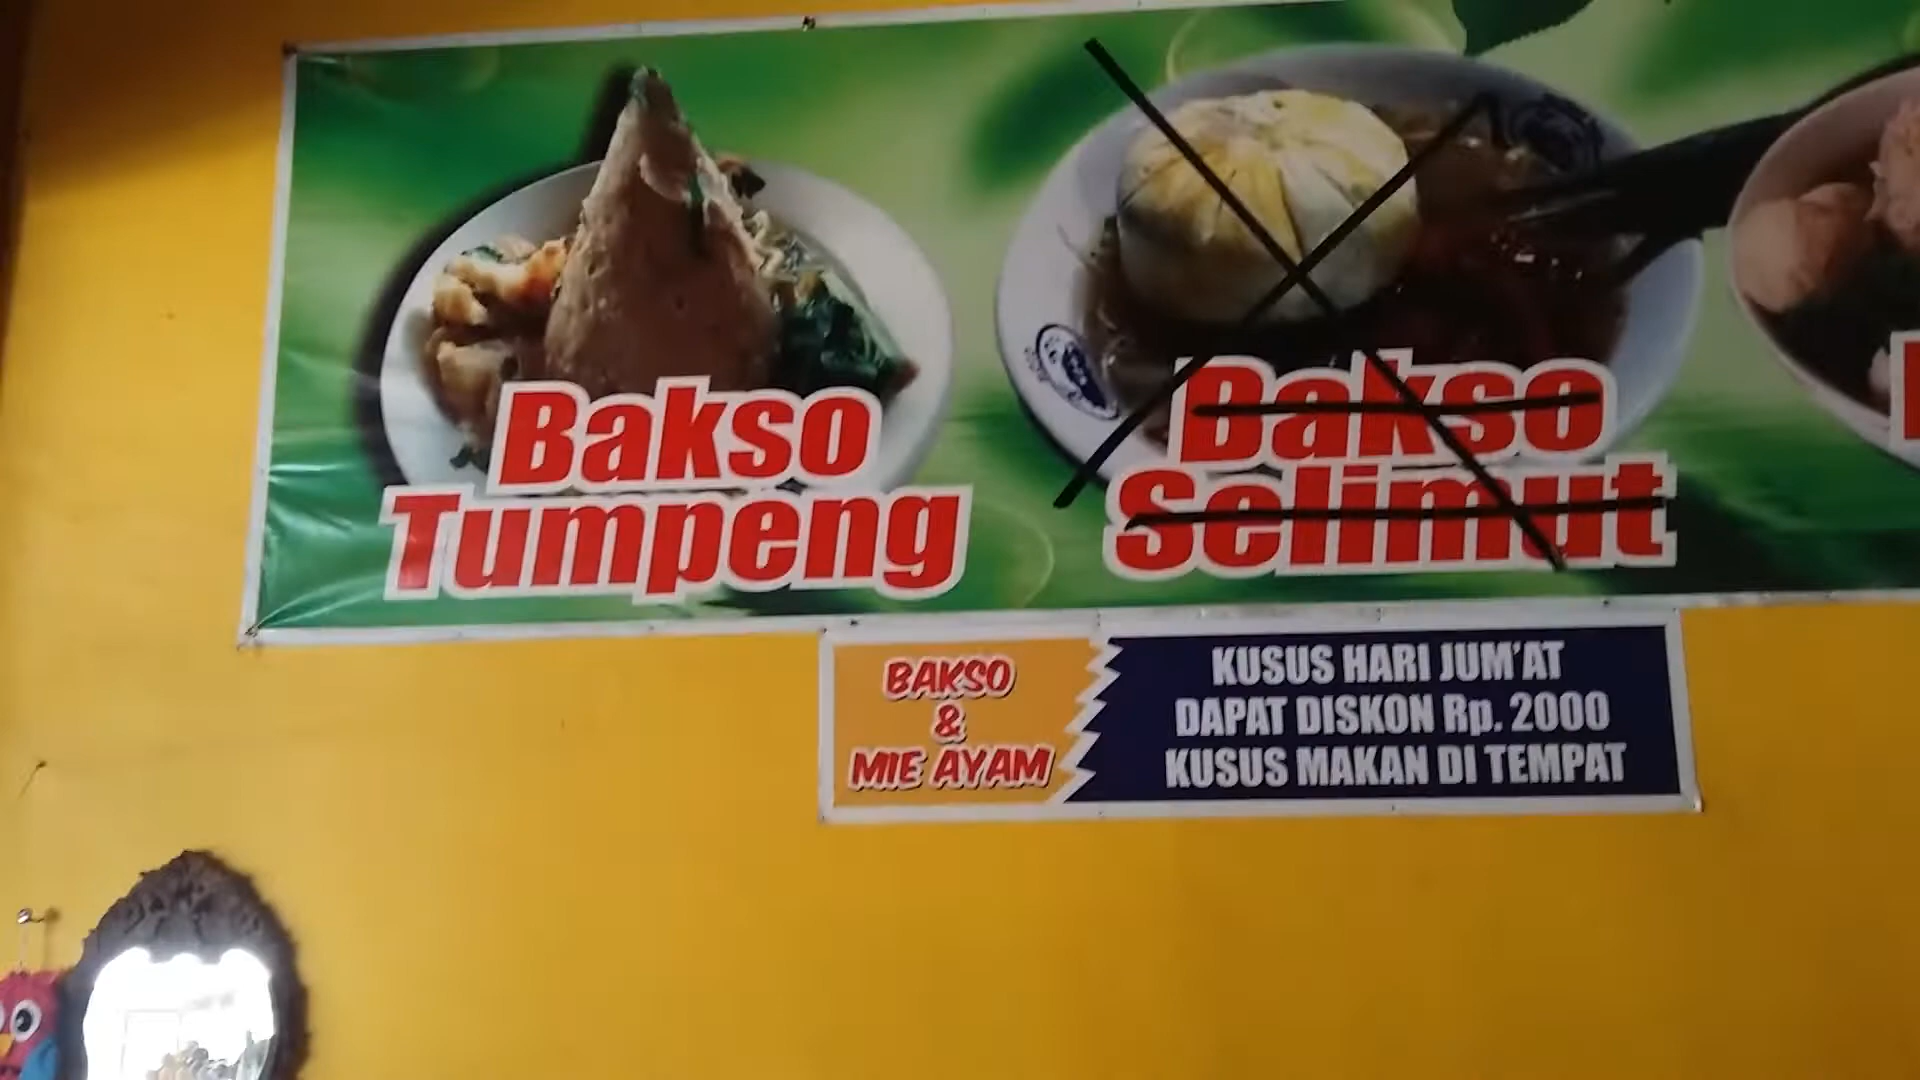 Bakso
Tumpeng
Bakso
Selimut
BAKSO
&
MIE AYAM
KUSUS HARI JUM'AT
DAPAT DISKON Rp. 2000
KUSUS MAKAN DI TEMPAT